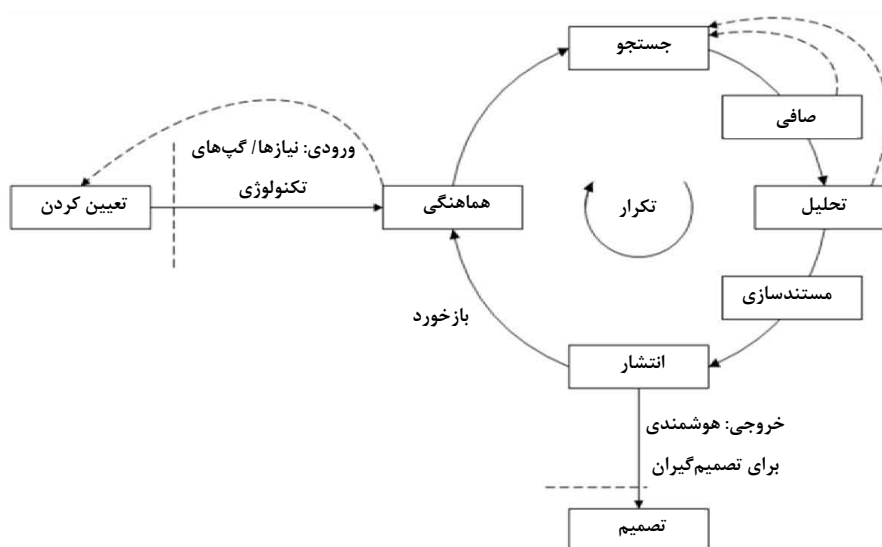 جستجو
صافی
ورودی: نیازها/ گپ‌های
تکنولوژی
تعیین کردن
هماهنگی
تکرار
تحلیل
مستندسازی
بازخورد
انتشار
خروجی: هوشمندی
برای تصمیم‌گیران
تصمیم